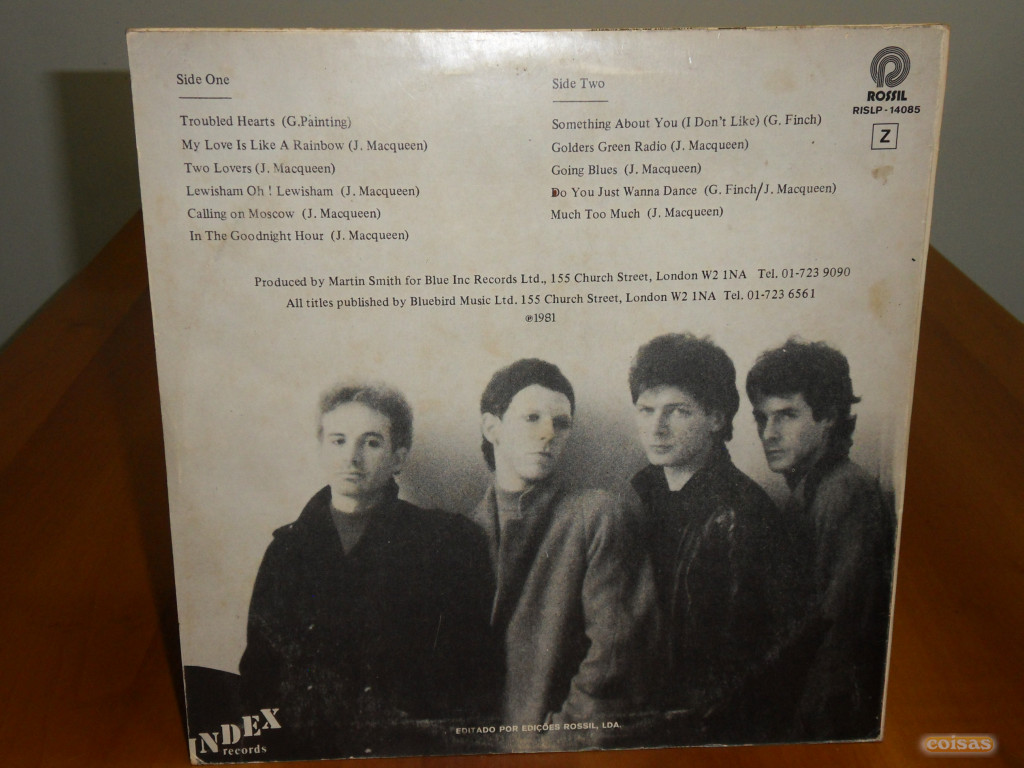 Side One
Troubled Hearts (G.Painting)
My Love Is Like A Rainbow (J. Macqueen)
Two Lovers (J. Macqueen)
Lewisham Oh ! Lewisham (J. Macqueen)
Calling on Moscow (J. Macqueen)
In The Goodnight Hour (J. Macqueen)
Side Two
Something About You (I Don't Like) (G. Finch)
Golders Green Radio (J. Macqueen)
Going Blues (J. Macqueen)
Do You Just Wanna Dance (G. Finch/J. Macqueen)
Much Too Much (J. Macqueen)
ROSSIL
RISLP - 14085
Z
Produced by Martin Smith for Blue Inc Records Ltd., 155 Church Street, London W2 1NA Tel. 01-723 9090
All titles published by Bluebird Music Ltd. 155 Church Street, London W2 1NA Tel. 01-723 6561
℗1981
INDEX
records
EDITADO POR EDIÇÕES ROSSIL, LDA.
coisas